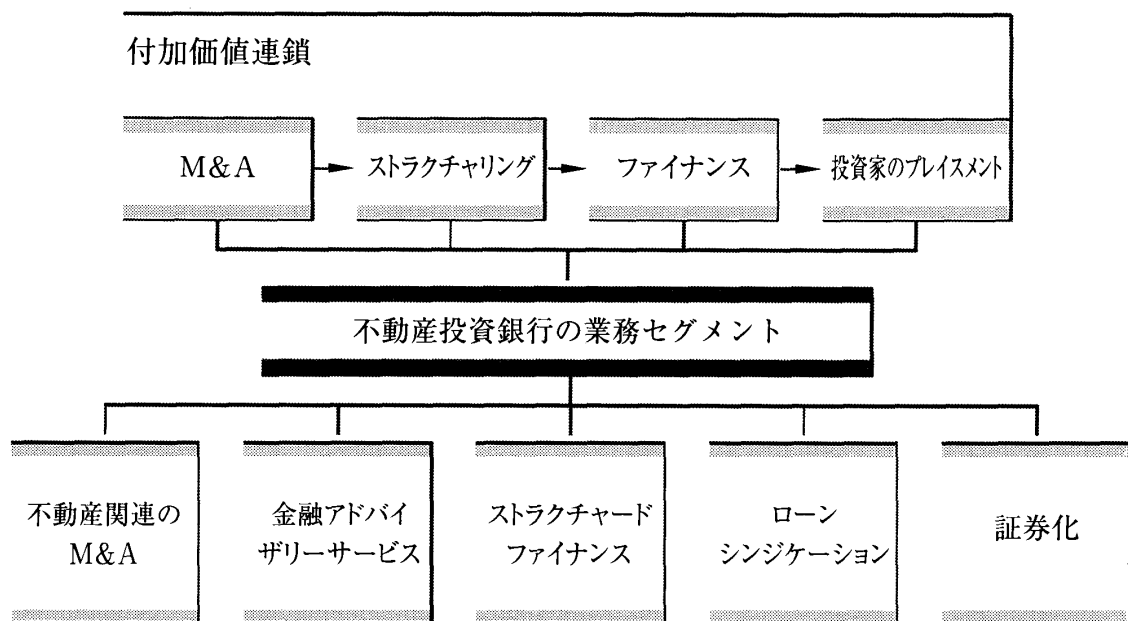 付加価値連鎖
M&A
ストラクチャリング
ファイナンス
投資家のプレイスメント
不動産投資銀行の業務セグメント
不動産関連の
M&A
金融アドバイ
ザリーサービス
ストラクチャード
ファイナンス
ローン
シンジケーション
証券化